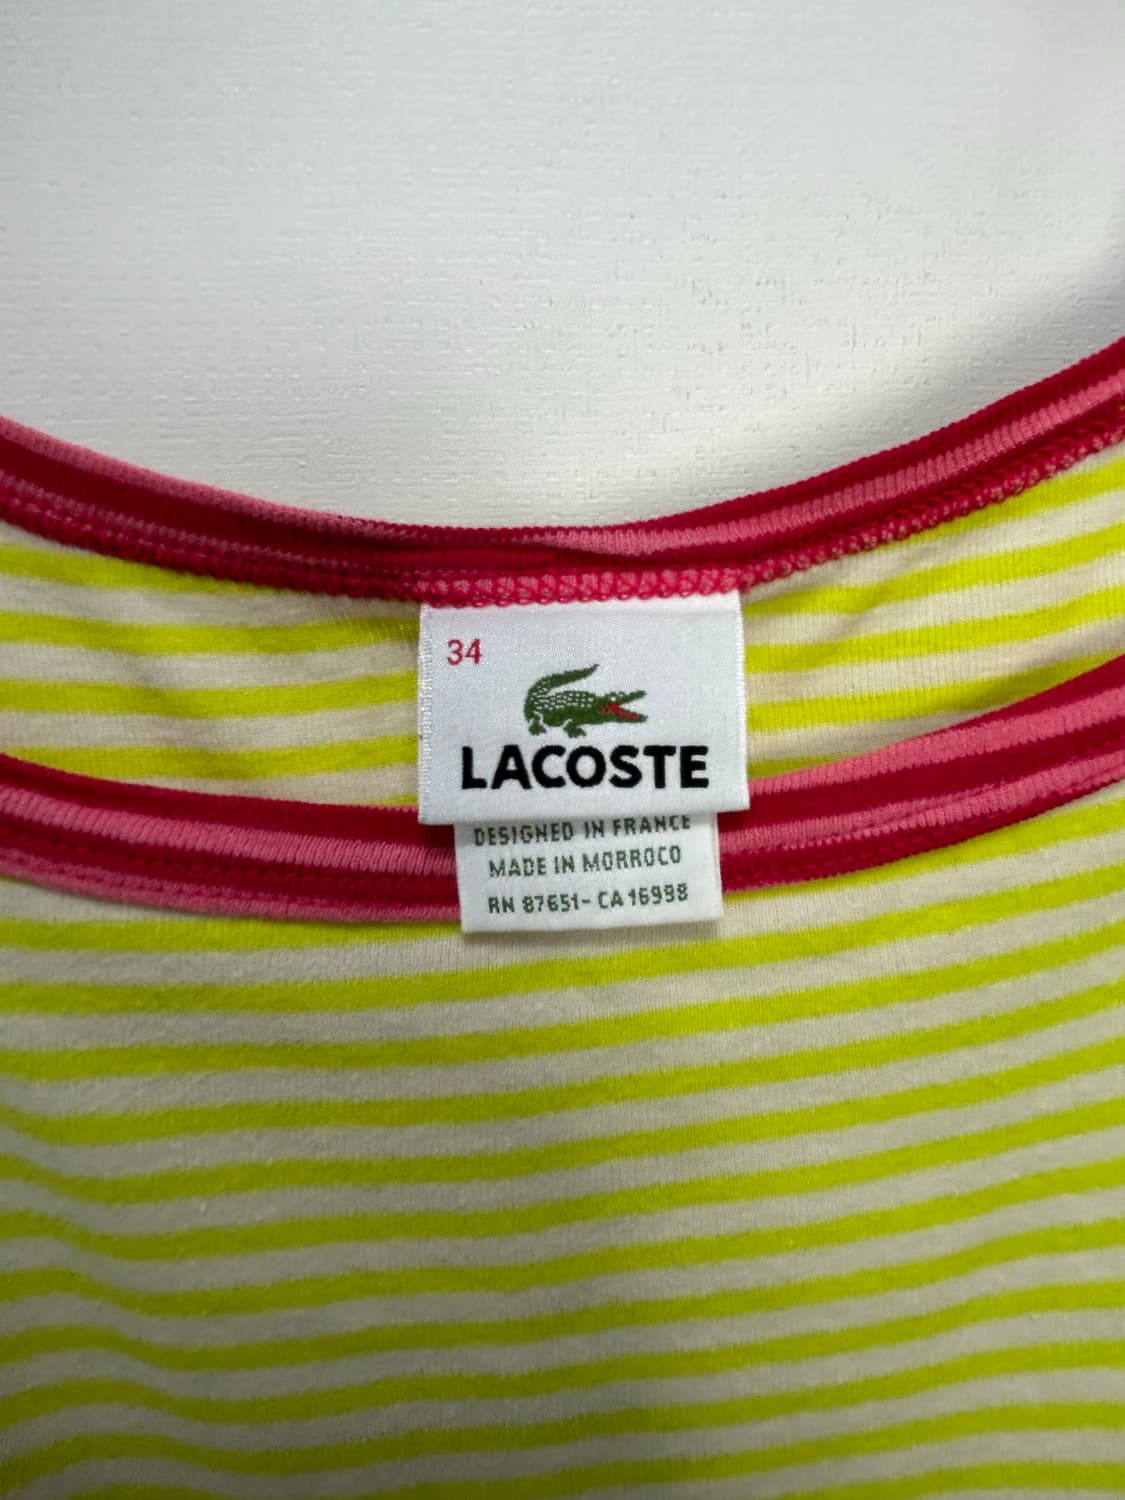 34
LACOSTE
DESIGNED IN FRANCE
MADE IN MORROCO
RN 87651- CA 16998